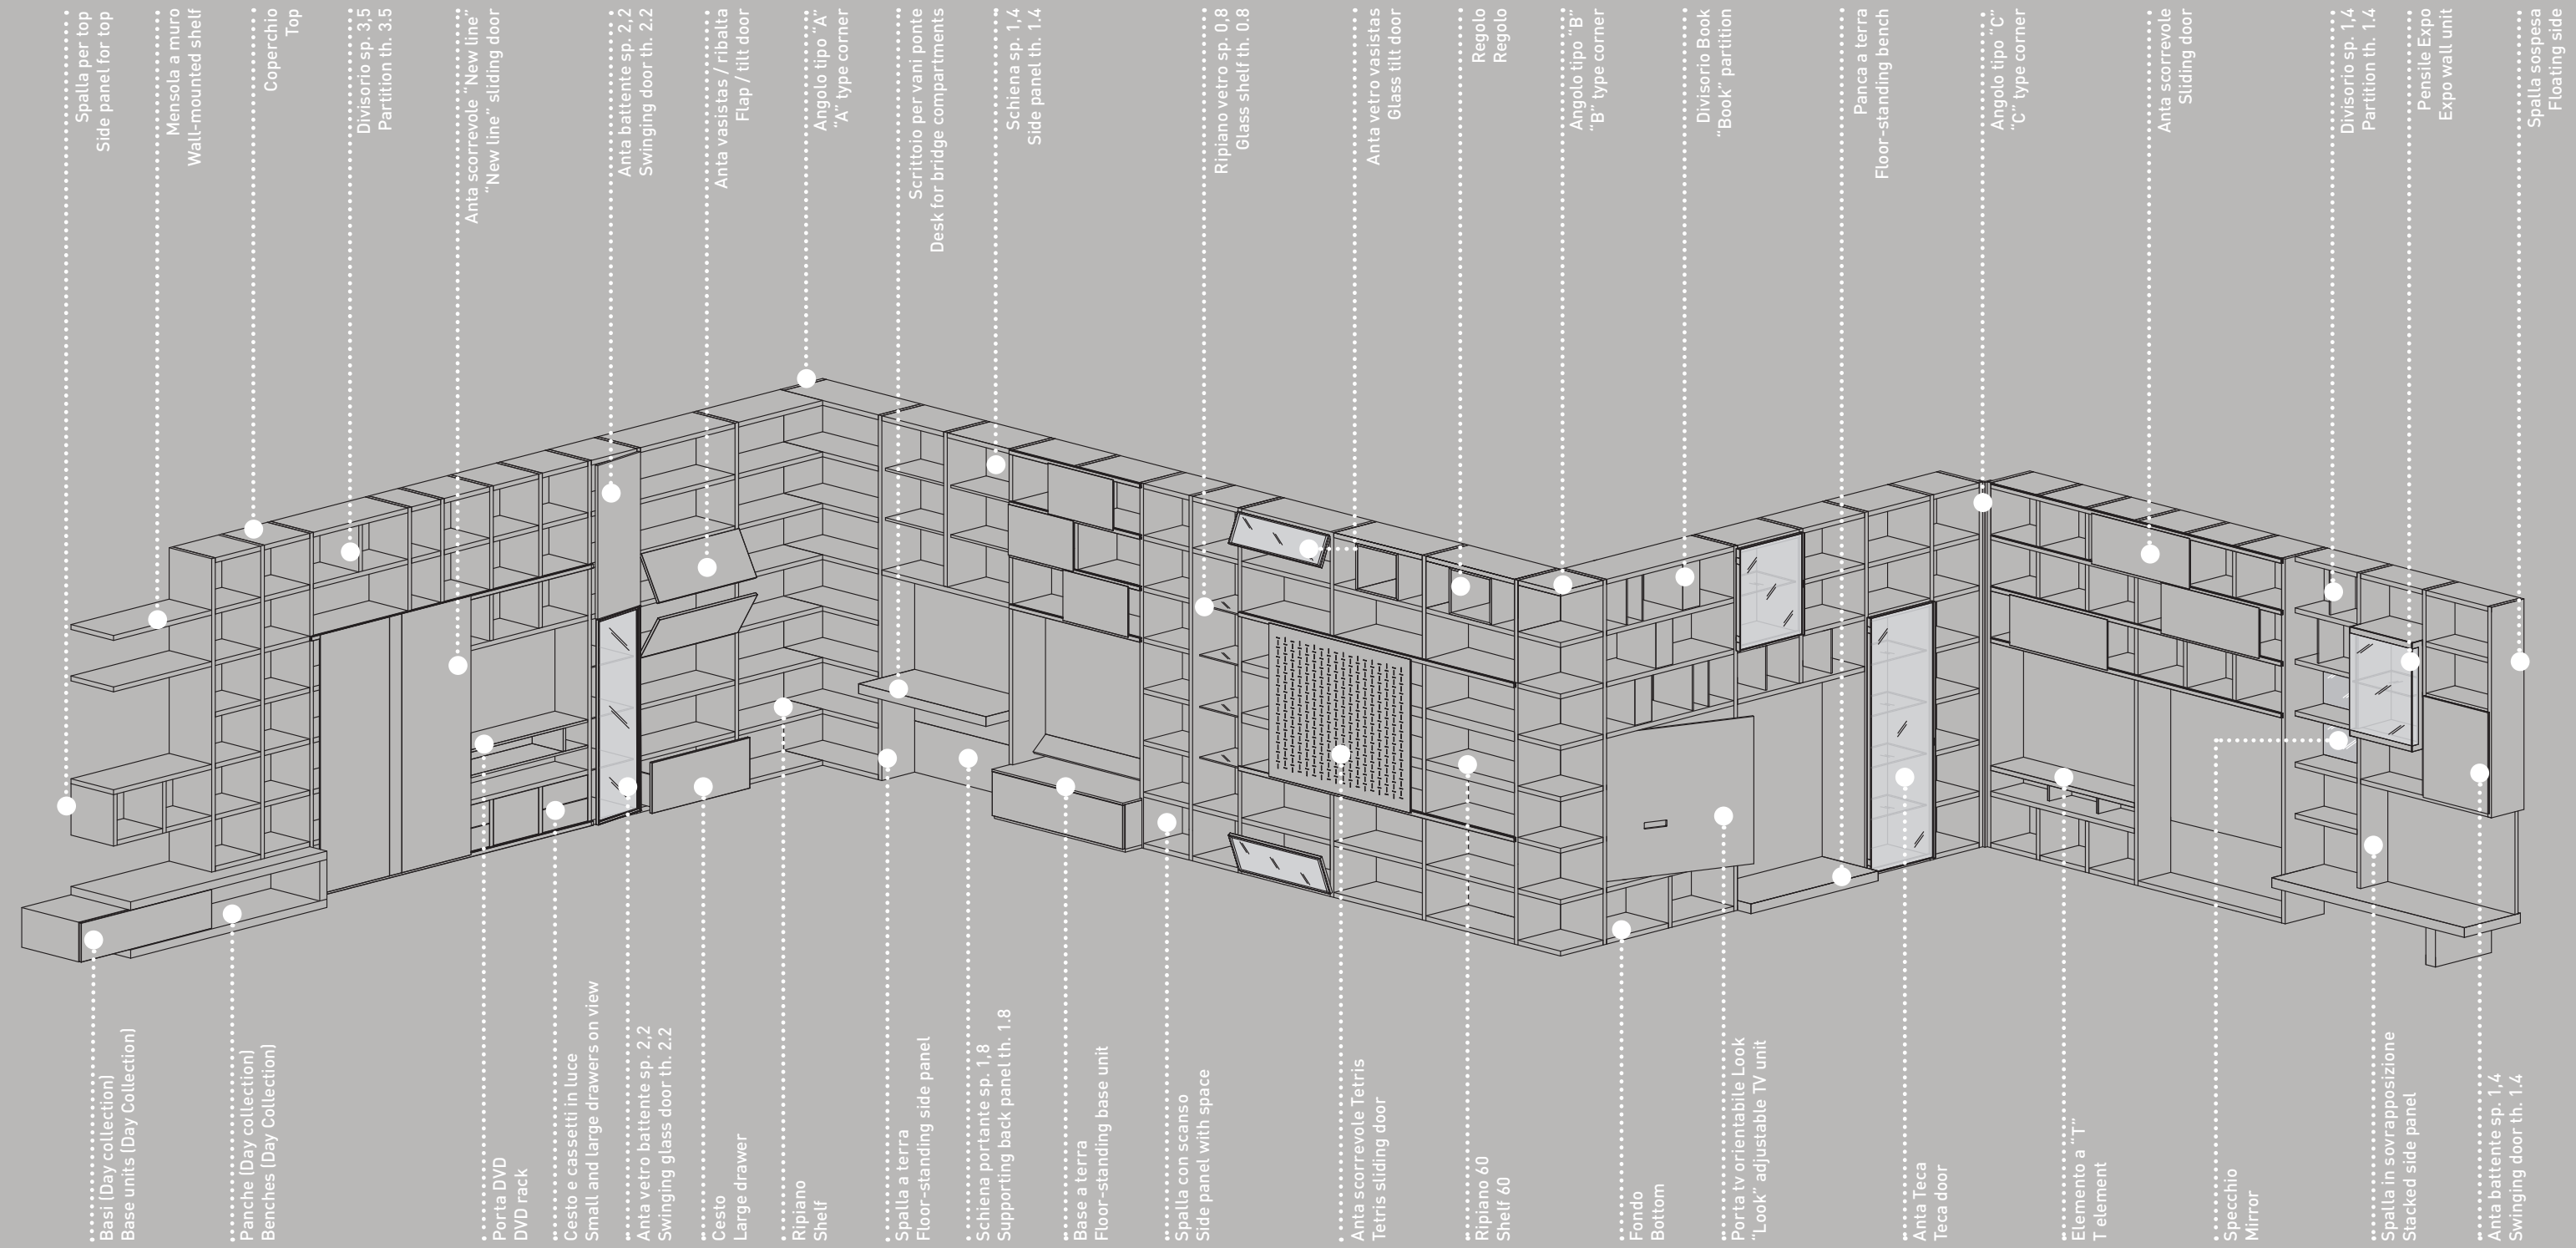 Spalla per top
Side panel for top
Mensola a muro
Wall-mounted shelf
Coperchio
Top
Divisorio sp. 3,5
Partition th. 3.5
Anta scorrevole “New line”
“New line” sliding door
Anta battente sp. 2,2
Swinging door th. 2.2
Anta vasistas / ribalta
Flap / tilt door
Angolo tipo “A”
“A” type corner
Scrittoio per vani ponte
Desk for bridge compartments
Schiena sp. 1,4
Side panel th. 1.4
Ripiano vetro sp. 0,8
Glass shelf th. 0.8
Anta vetro vasistas
Glass tilt door
Regolo
Regolo
Angolo tipo “B”
“B” type corner
Divisorio Book
“Book” partition
Panca a terra
Floor-standing bench
Angolo tipo “C”
“C” type corner
Anta scorrevole
Sliding door
Divisorio sp. 1,4
Partition th. 1.4
Pensile Expo
Expo wall unit
Spalla sospesa
Floating side
Basi (Day collection)
Base units (Day Collection)
Panche (Day collection)
Benches (Day Collection)
Porta DVD
DVD rack
Cesto e cassetti in luce
Small and large drawers on view
Anta vetro battente sp. 2,2
Swinging glass door th. 2.2
Cesto
Large drawer
Ripiano
Shelf
Spalla a terra
Floor-standing side panel
Schiena portante sp. 1,8
Supporting back panel th. 1.8
Base a terra
Floor-standing base unit
Spalla con scanso
Side panel with space
Anta scorrevole Tetris
Tetris sliding door
Ripiano 60
Shelf 60
Fondo
Bottom
Porta tv orientabile Look
“Look” adjustable TV unit
Anta Teca
Teca door
Elemento a “T”
T element
Specchio
Mirror
Spalla in sovrapposizione
Stacked side panel
Anta battente sp. 1,4
Swinging door th. 1.4